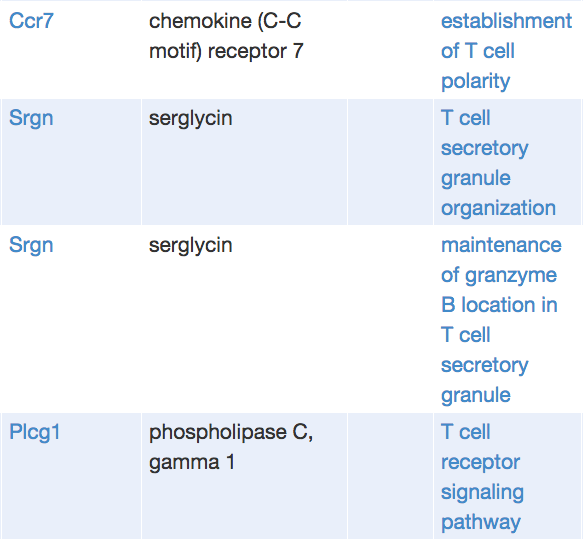 Ccr7 chemokine (C-C establishment
motif) receptor 7 of T cell
polarity
Srgn serglycin T cell
secretory
granule
organization
Srgn serglycin maintenance
of granzyme
B location in
T cell
secretory
granule
Plcg1 phospholipase C, T cell
gamma 1 receptor
signaling
pathway